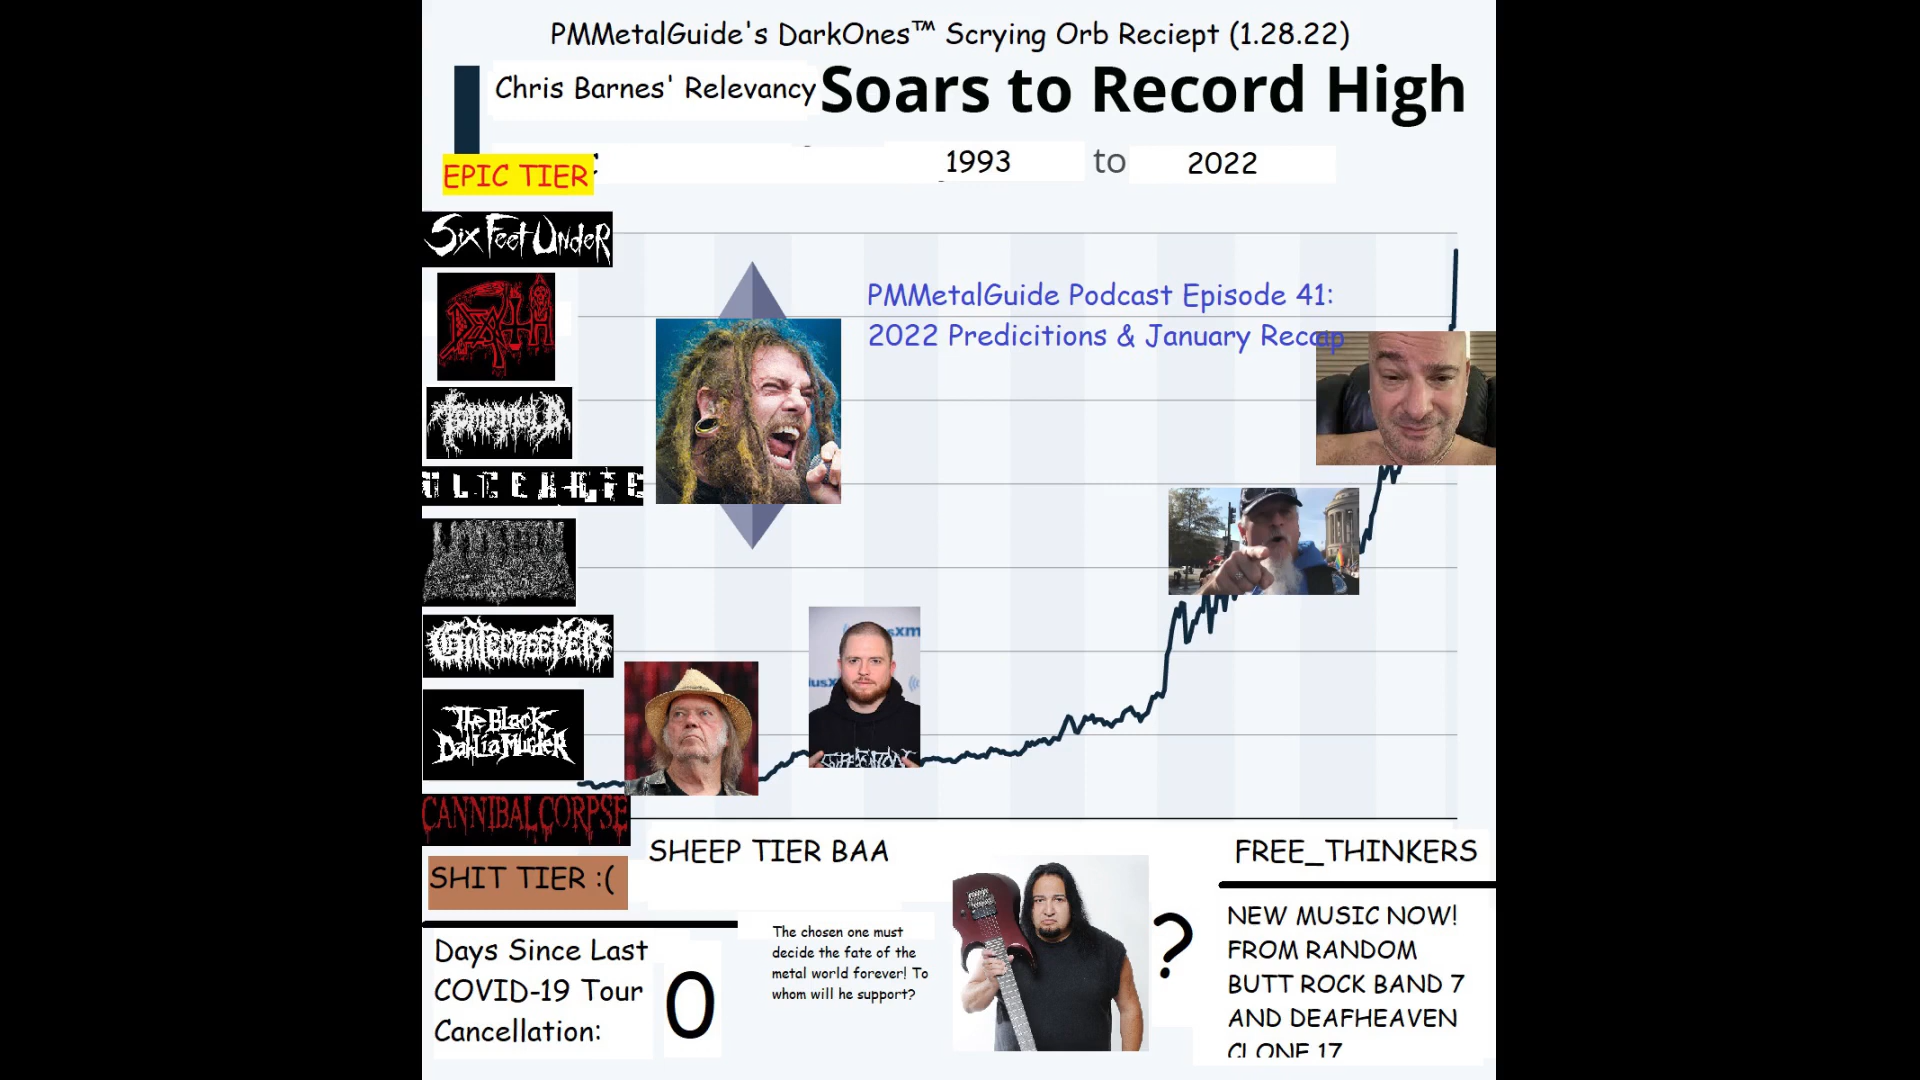 PMMetalGuide's DarkOnes™ Scrying Orb Reciept (1.28.22)
Chris Barnes' Relevancy Soars to Record High
1993 to 2022
EPIC TIER
SIX FEET UNDER
DEATH
PMMetalGuide Podcast Episode 41:
2022 Predicitions & January Recap
TOMB MOLD
ULCERATE
GATECREEPER
THE BLACK
DAHLIA MURDER
CANNIBAL CORPSE
SHIT TIER :(
SHEEP TIER BAA
FREE_THINKERS
Days Since Last
COVID-19 Tour
Cancellation:
0
The chosen one must
decide the fate of the
metal world forever! To
whom will he support?
?
NEW MUSIC NOW!
FROM RANDOM
BUTT ROCK BAND 7
AND DEAFHEAVEN
CLONE 17